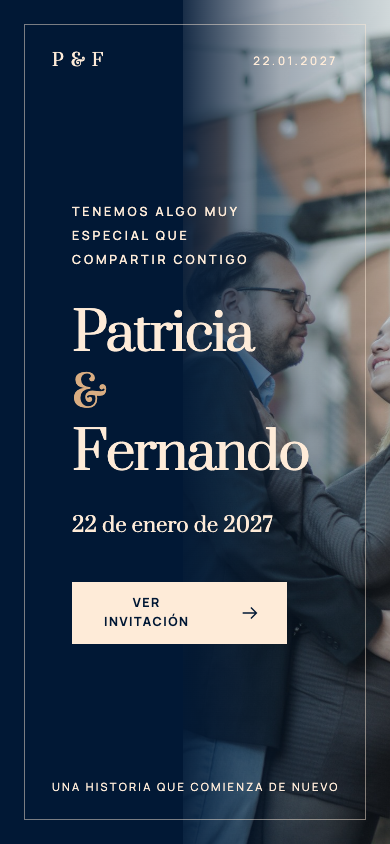 P & F
22.01.2027
TENEMOS ALGO MUY
ESPECIAL QUE
COMPARTIR CONTIGO
Patricia
&
Fernando
22 de enero de 2027
VER
INVITACIÓN
UNA HISTORIA QUE COMIENZA DE NUEVO